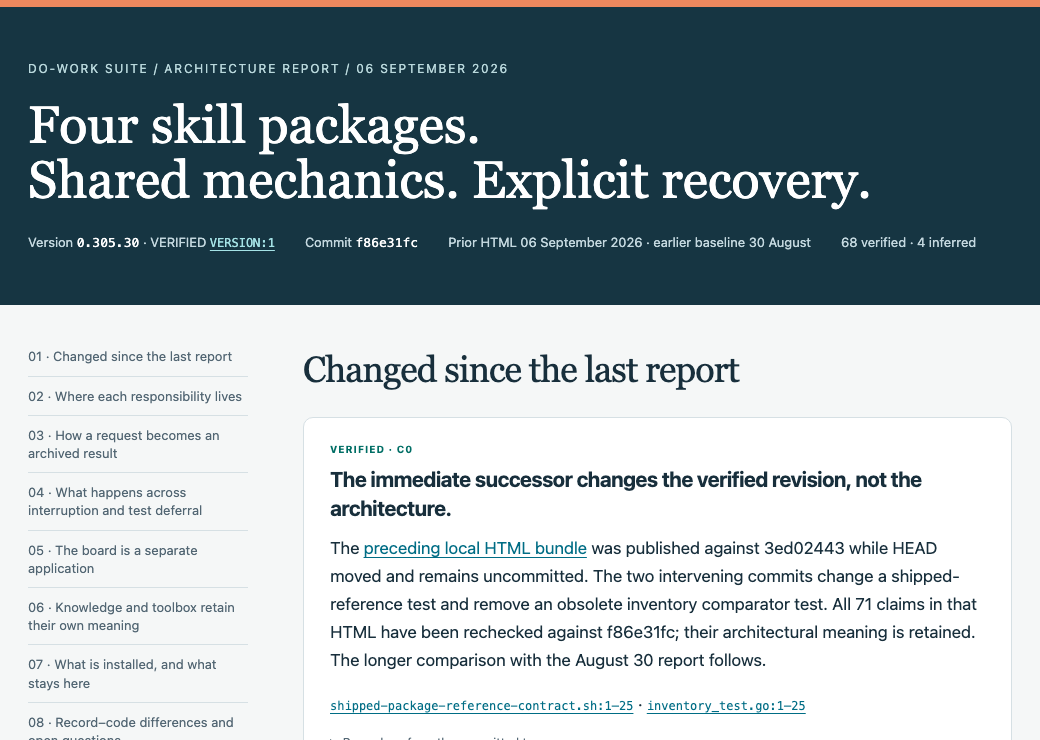 DO-WORK SUITE / ARCHITECTURE REPORT / 06 SEPTEMBER 2026
Four skill packages.
Shared mechanics. Explicit recovery.
Version 0.305.30 · VERIFIED VERSION:1 Commit f86e31fc Prior HTML 06 September 2026 · earlier baseline 30 August 68 verified · 4 inferred
01 · Changed since the last report
02 · Where each responsibility lives
03 · How a request becomes an
archived result
04 · What happens across
interruption and test deferral
05 · The board is a separate
application
06 · Knowledge and toolbox retain
their own meaning
07 · What is installed, and what
stays here
08 · Record–code differences and
open questions
Changed since the last report
VERIFIED · C0
The immediate successor changes the verified revision, not the
architecture.
The preceding local HTML bundle was published against 3ed02443 while HEAD
moved and remains uncommitted. The two intervening commits change a shipped-
reference test and remove an obsolete inventory comparator test. All 71 claims in that
HTML have been rechecked against f86e31fc; their architectural meaning is retained.
The longer comparison with the August 30 report follows.
shipped-package-reference-contract.sh:1–25 · inventory_test.go:1–25